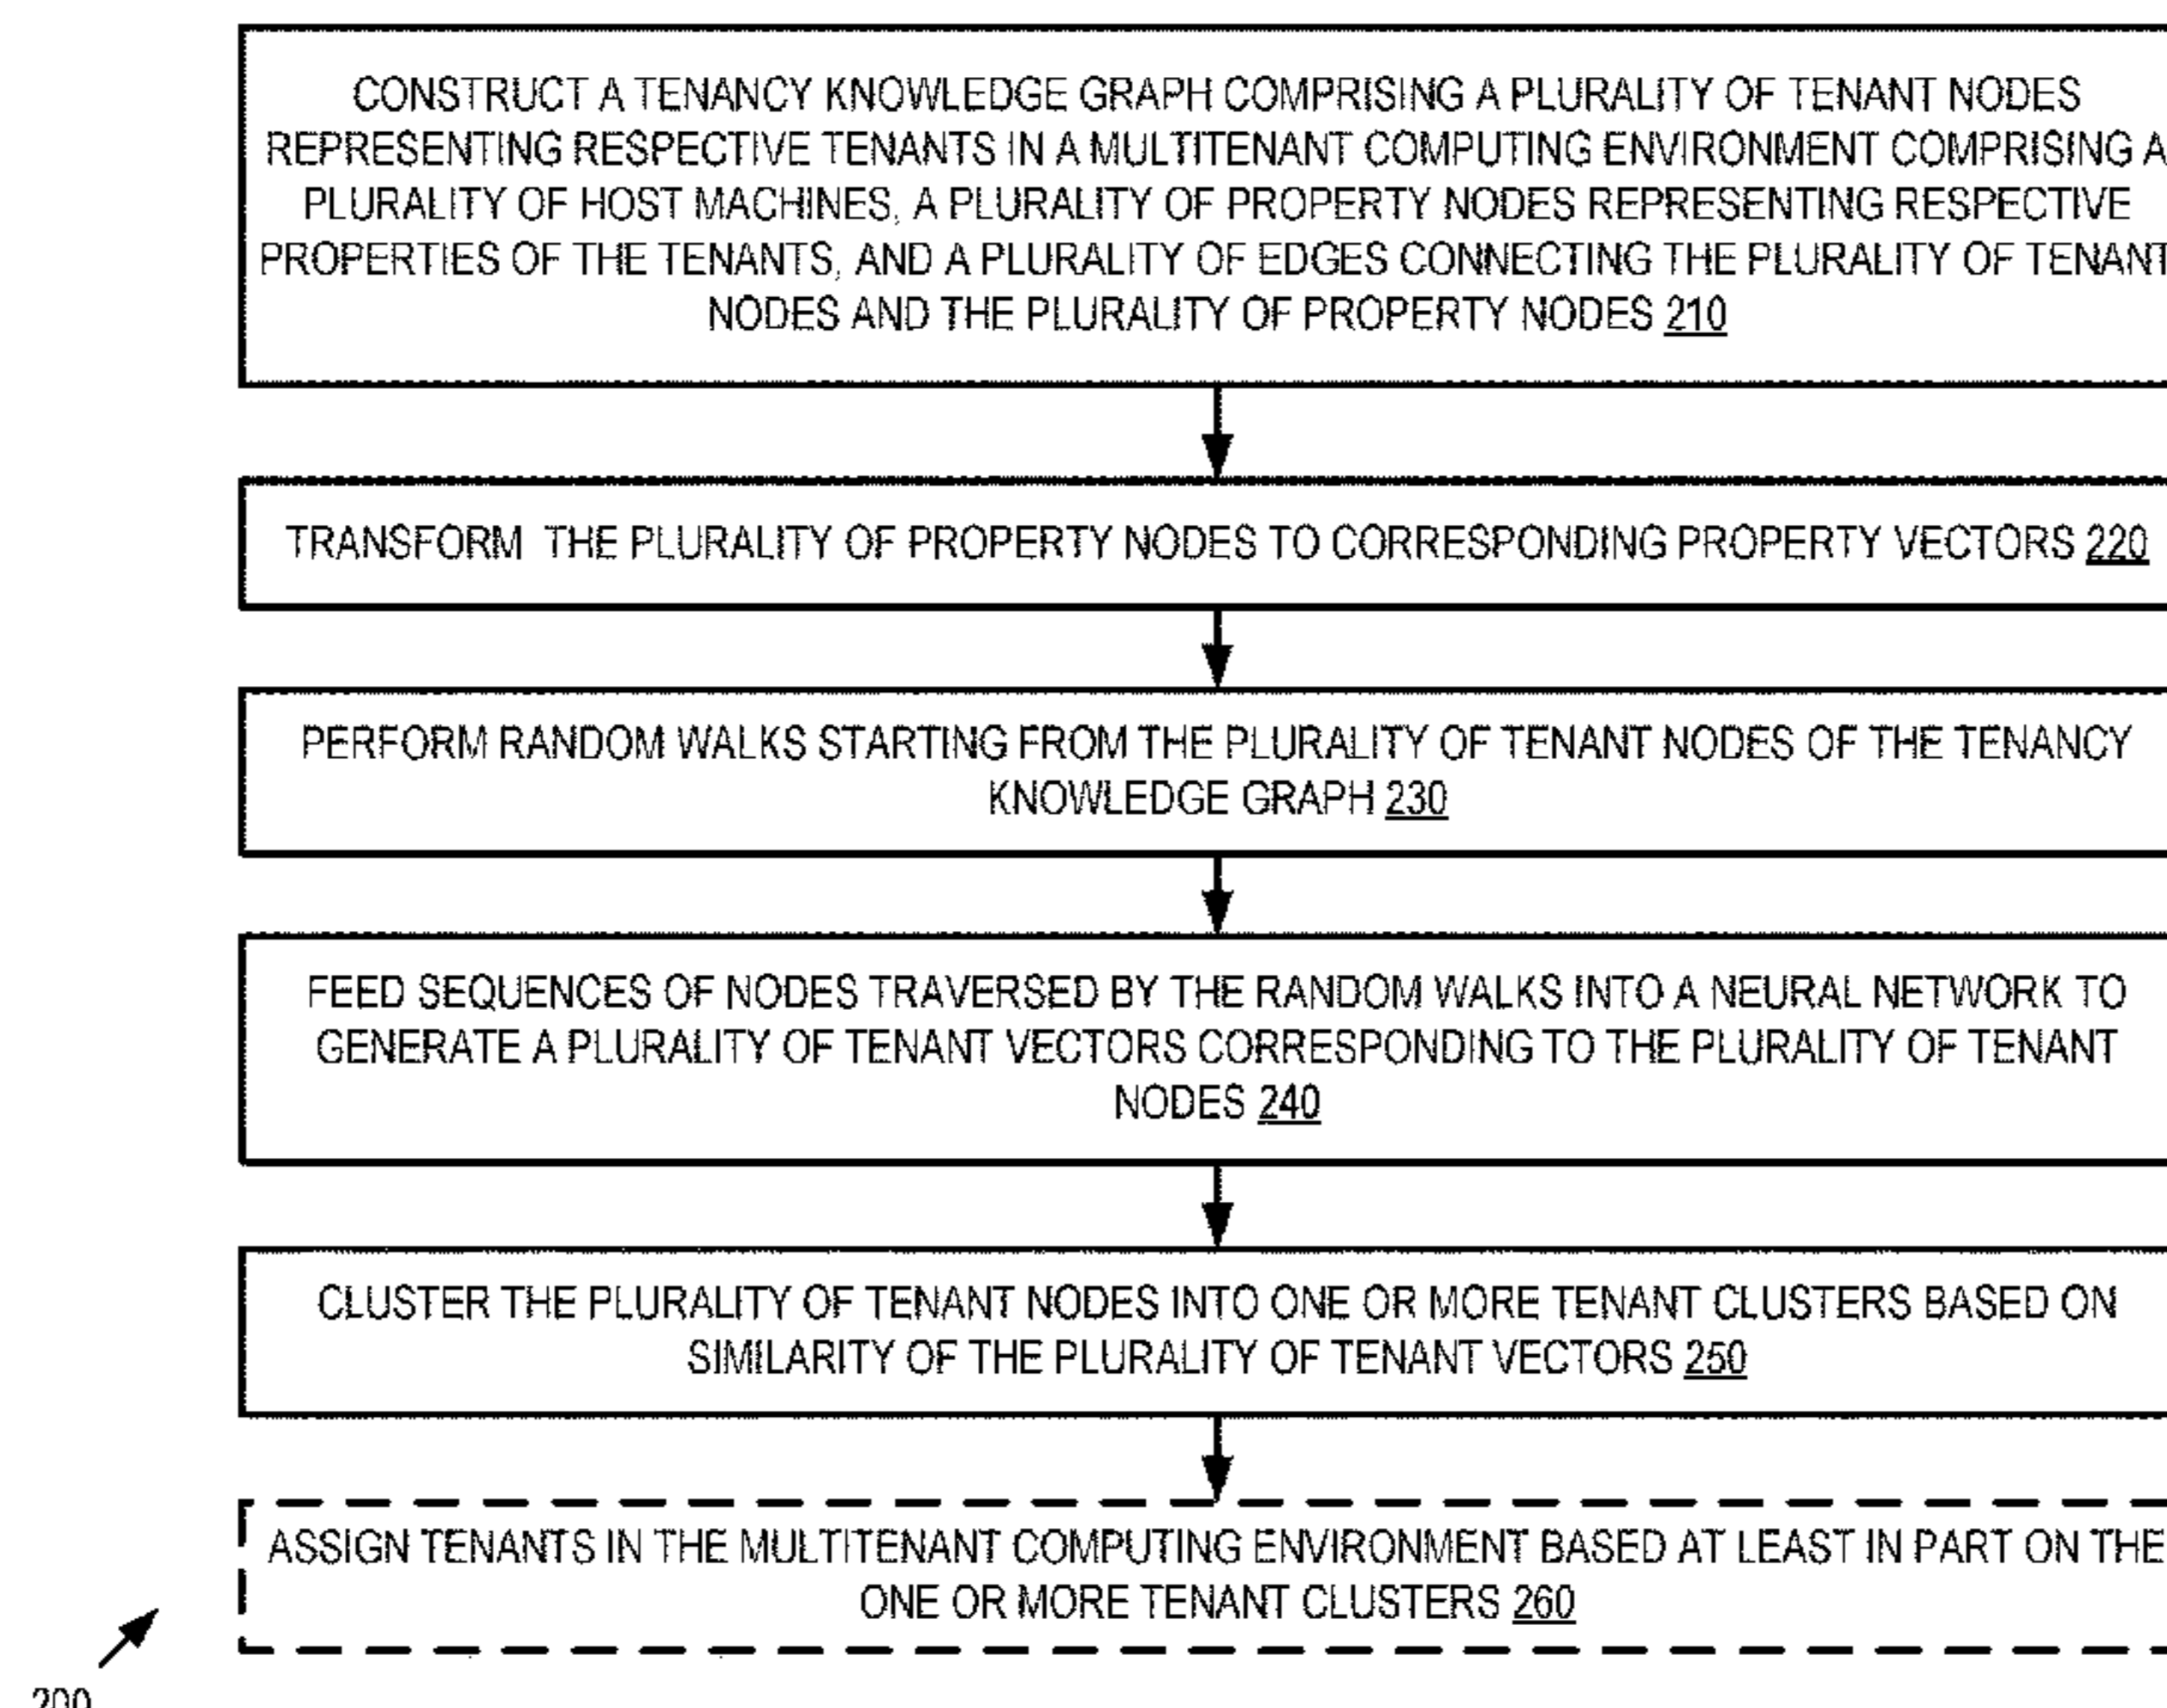 CONSTRUCT A TENANCY KNOWLEDGE GRAPH COMPRISING A PLURALITY OF TENANT NODES
REPRESENTING RESPECTIVE TENANTS IN A MULTITENANT COMPUTING ENVIRONMENT COMPRISING A
PLURALITY OF HOST MACHINES, A PLURALITY OF PROPERTY NODES REPRESENTING RESPECTIVE
PROPERTIES OF THE TENANTS, AND A PLURALITY OF EDGES CONNECTING THE PLURALITY OF TENANT
NODES AND THE PLURALITY OF PROPERTY NODES 210
TRANSFORM THE PLURALITY OF PROPERTY NODES TO CORRESPONDING PROPERTY VECTORS 220
PERFORM RANDOM WALKS STARTING FROM THE PLURALITY OF TENANT NODES OF THE TENANCY
KNOWLEDGE GRAPH 230
FEED SEQUENCES OF NODES TRAVERSED BY THE RANDOM WALKS INTO A NEURAL NETWORK TO
GENERATE A PLURALITY OF TENANT VECTORS CORRESPONDING TO THE PLURALITY OF TENANT
NODES 240
CLUSTER THE PLURALITY OF TENANT NODES INTO ONE OR MORE TENANT CLUSTERS BASED ON
SIMILARITY OF THE PLURALITY OF TENANT VECTORS 250
ASSIGN TENANTS IN THE MULTITENANT COMPUTING ENVIRONMENT BASED AT LEAST IN PART ON THE
ONE OR MORE TENANT CLUSTERS 260
200